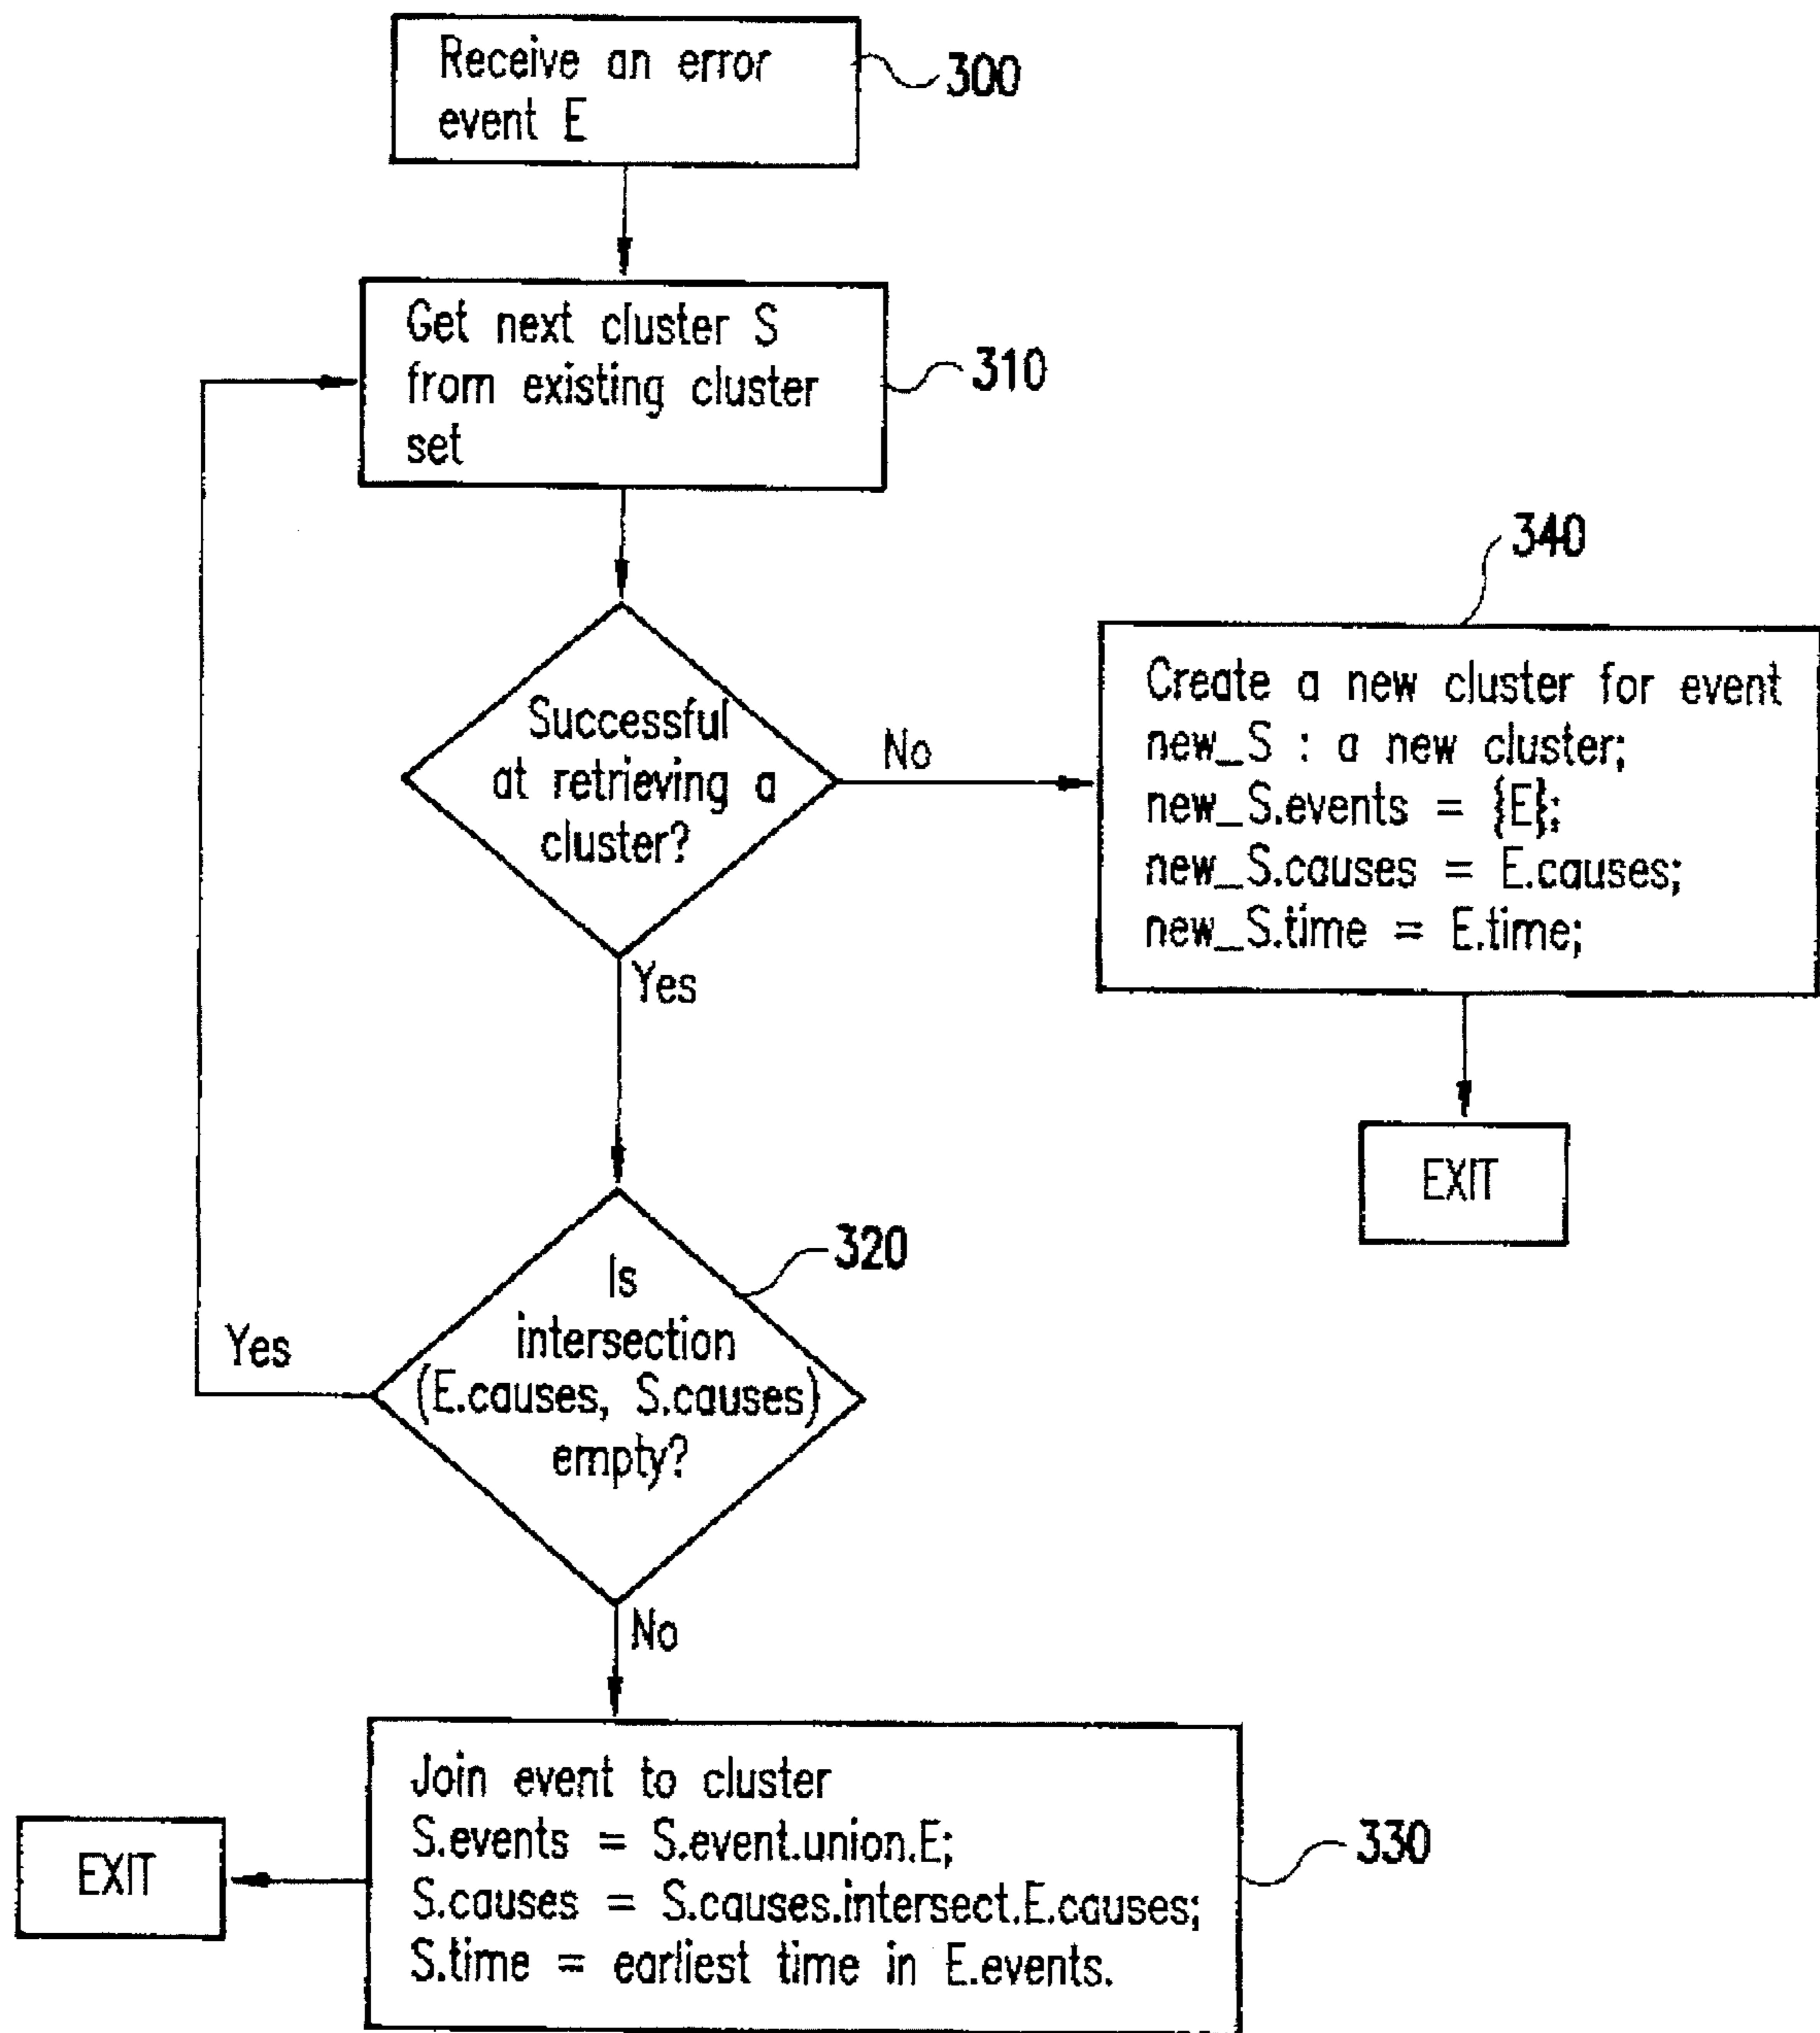 Receive an error
event E
300
Get next cluster S
from existing cluster
set
310
Successful
at retrieving a
cluster?
No
Yes
340
Create a new cluster for event
new_S : a new cluster;
new_S.events = {E};
new_S.causes = E.causes;
new_S.time = E.time;
EXIT
Is
intersection
(E.causes, S.causes)
empty?
320
Yes
No
Join event to cluster
S.events = S.event.union.E;
S.causes = S.causes.intersect.E.causes;
S.time = earliest time in E.events.
330
EXIT